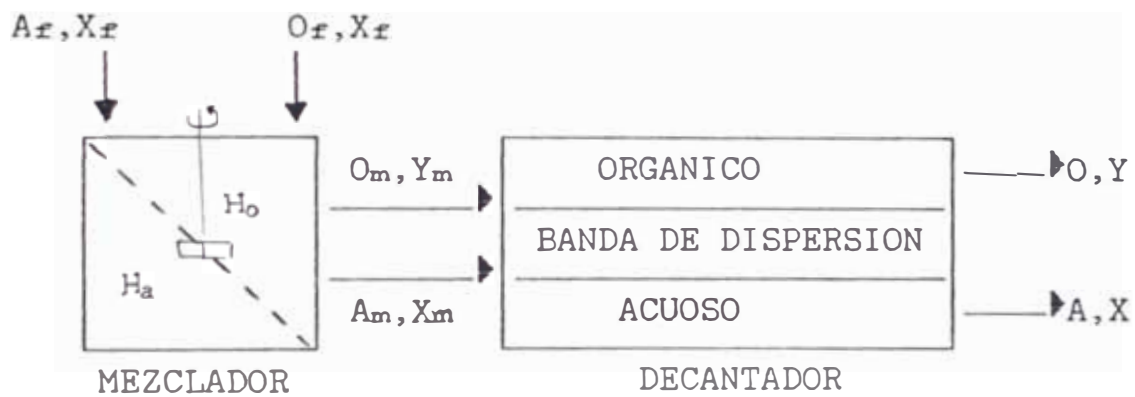 Af,Xf Of,Xf
Om,Ym ORGANICO O,Y
Ho
BANDA DE DISPERSION
Ha
Am,Xm ACUOSO A,X
MEZCLADOR DECANTADOR